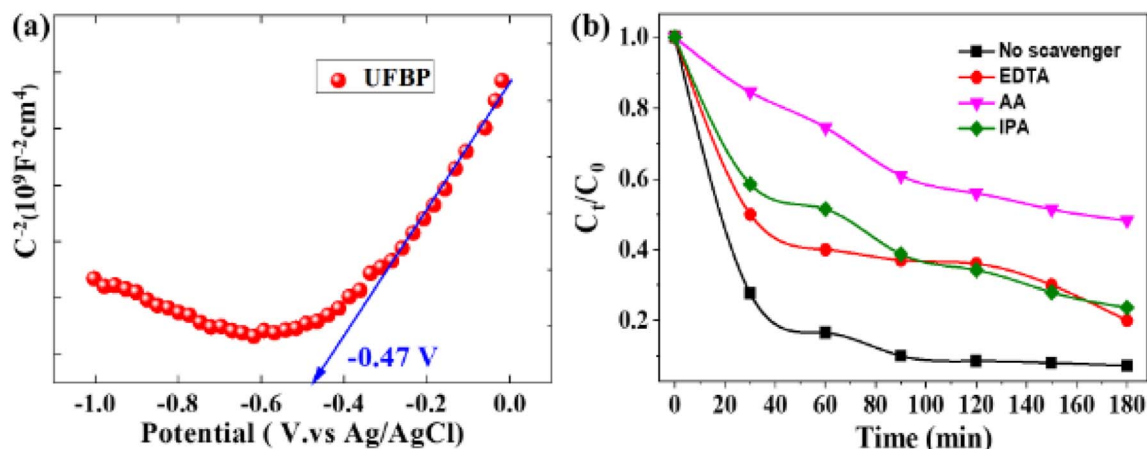 (a)
UFBP
C⁻²(10⁹F⁻²cm⁴)
-0.47 V
-1.0 -0.8 -0.6 -0.4 -0.2 0.0
Potential ( V.vs Ag/AgCl)
(b)
No scavenger
EDTA
AA
IPA
Cₜ/C₀
1.0
0.8
0.6
0.4
0.2
0 20 40 60 80 100 120 140 160 180
Time (min)